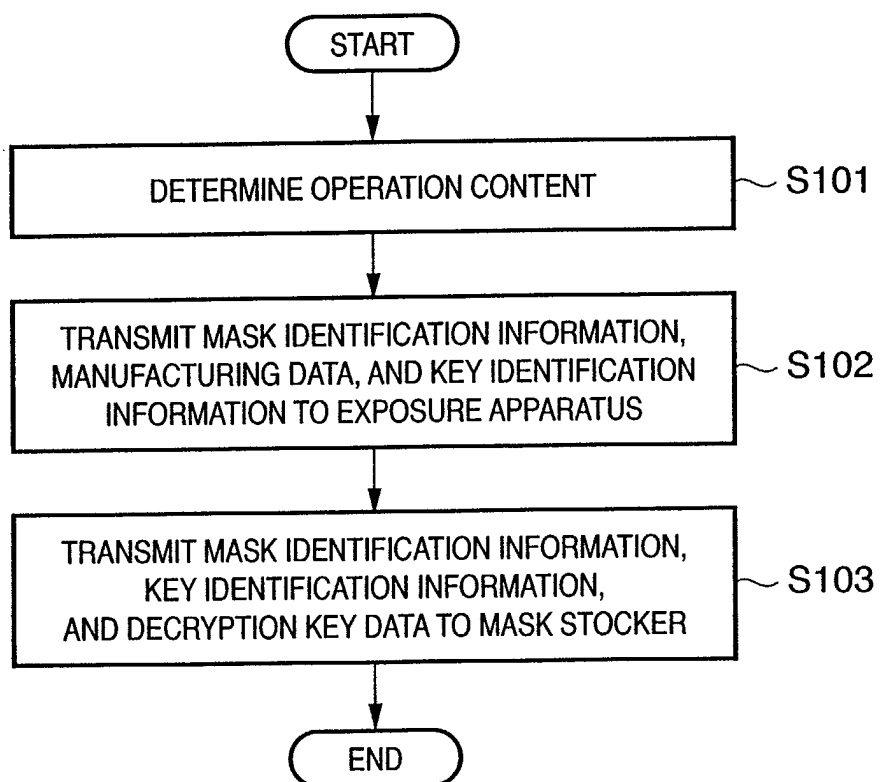 START
DETERMINE OPERATION CONTENT
S101
TRANSMIT MASK IDENTIFICATION INFORMATION,
MANUFACTURING DATA, AND KEY IDENTIFICATION
INFORMATION TO EXPOSURE APPARATUS
S102
TRANSMIT MASK IDENTIFICATION INFORMATION,
KEY IDENTIFICATION INFORMATION,
AND DECRYPTION KEY DATA TO MASK STOCKER
S103
END